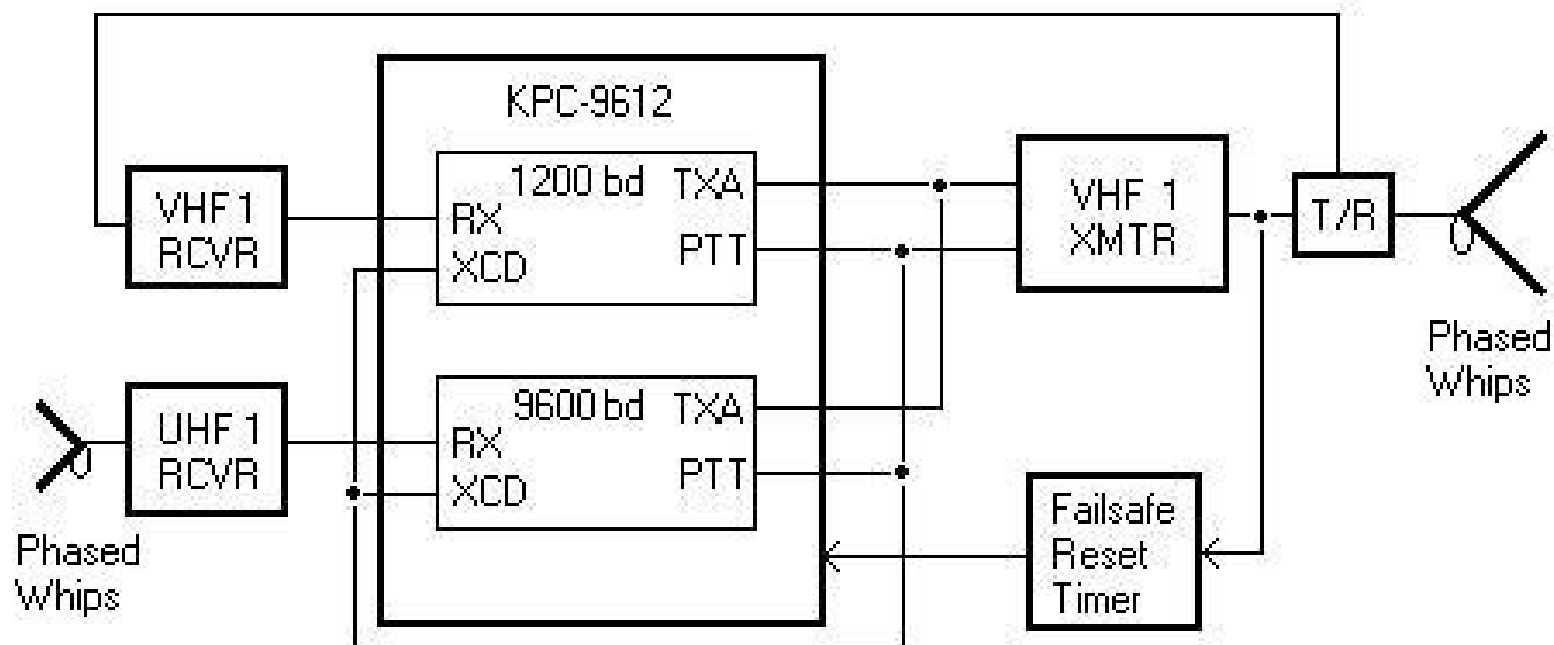 KPC-9612
1200 bd
TXA
RX
XCD
PTT
VHF 1
RCVR
VHF 1
XMTR
T/R
Phased
Whips
9600 bd
TXA
RX
XCD
PTT
UHF 1
RCVR
Phased
Whips
Failsafe
Reset
Timer